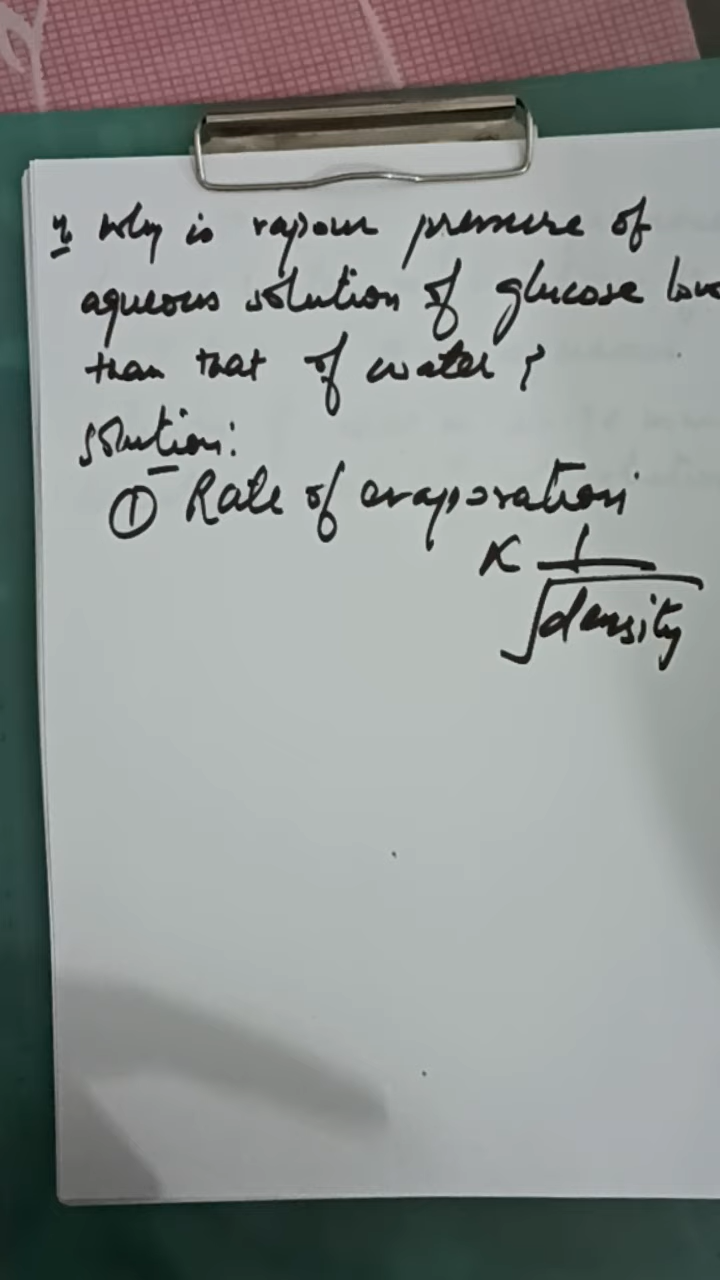 Q Why is vapour pressure of
aqueous solution of glucose low
than that of water?
solution:
① Rate of evaporation
∝ 1
√density